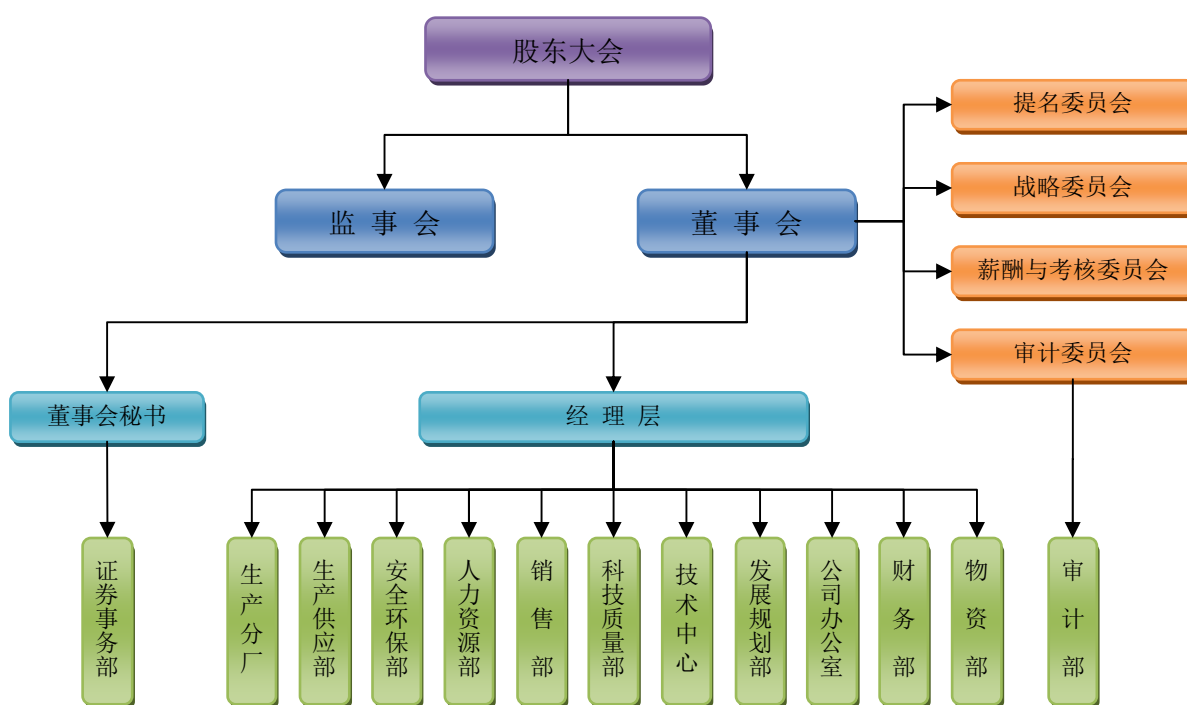 股东大会
提名委员会
监 事 会
董 事 会
战略委员会
薪酬与考核委员会
审计委员会
董事会秘书
经 理 层
证券事务部
生产分厂
生产供应部
安全环保部
人力资源部
销售部
科技质量部
技术中心
发展规划部
公司办公室
财务部
物资部
审计部